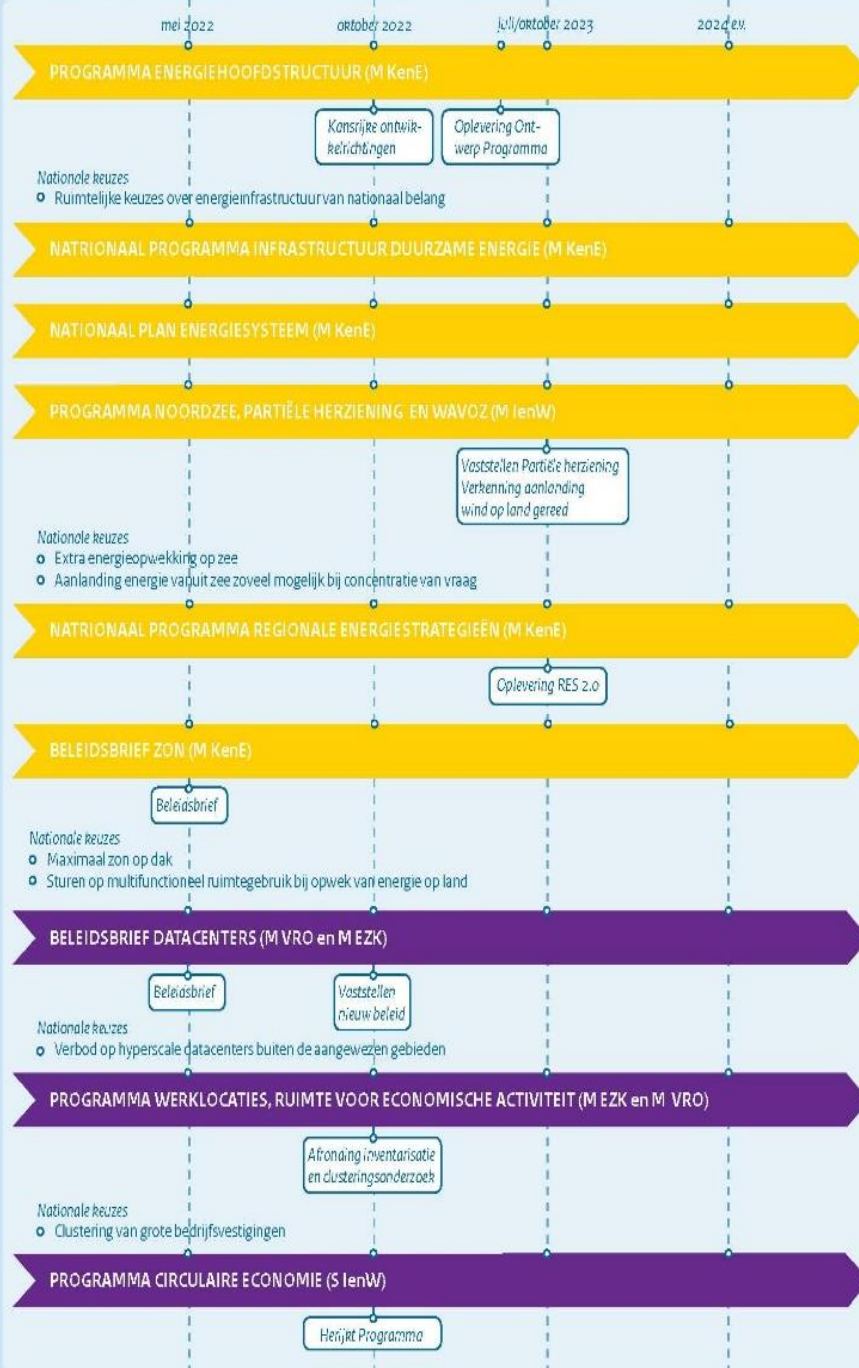 mei 2022
oktober 2022
juli/oktober 2023
2024 e.v.
PROGRAMMA ENERGIEHOOFDSTRUCTUUR (M KenE)
Kansrijke ontwik-
kelrichtingen
Oplevering Ont-
werp Programma
Nationale keuzes
Ruimtelijke keuzes over energieinfrastructuur van nationaal belang
NATRIONAAL PROGRAMMA INFRASTRUCTUUR DUURZAME ENERGIE (M KenE)
NATIONAAL PLAN ENERGIESYSTEEM (M KenE)
PROGRAMMA NOORDZEE, PARTIËLE HERZIENING EN WAVOZ (M IenW)
Vaststellen Partiële herziening
Verkenning aanlanding
wind op land gereed
Nationale keuzes
Extra energieopwekking op zee
Aanlanding energie vanuit zee zoveel mogelijk bij concentratie van vraag
NATRIONAAL PROGRAMMA REGIONALE ENERGIESTRATEGIEËN (M KenE)
Oplevering RES 2.0
BELEIDSBRIEF ZON (M KenE)
Beleidsbrief
Nationale keuzes
Maximaal zon op dak
Sturen op multifunctioneel ruimtegebruik bij opwek van energie op land
BELEIDSBRIEF DATACENTERS (M VRO en M EZK)
Beleidsbrief
Vaststellen
nieuw beleid
Nationale keuzes
Verbod op hyperscale datacenters buiten de aangewezen gebieden
PROGRAMMA WERKLOCATIES, RUIMTE VOOR ECONOMISCHE ACTIVITEIT (M EZK en M VRO)
Afronding inventarisatie
en clusteringsonderzoek
Nationale keuzes
Clustering van grote bedrijfsvestigingen
PROGRAMMA CIRCULAIRE ECONOMIE (S IenW)
Herijkt Programma